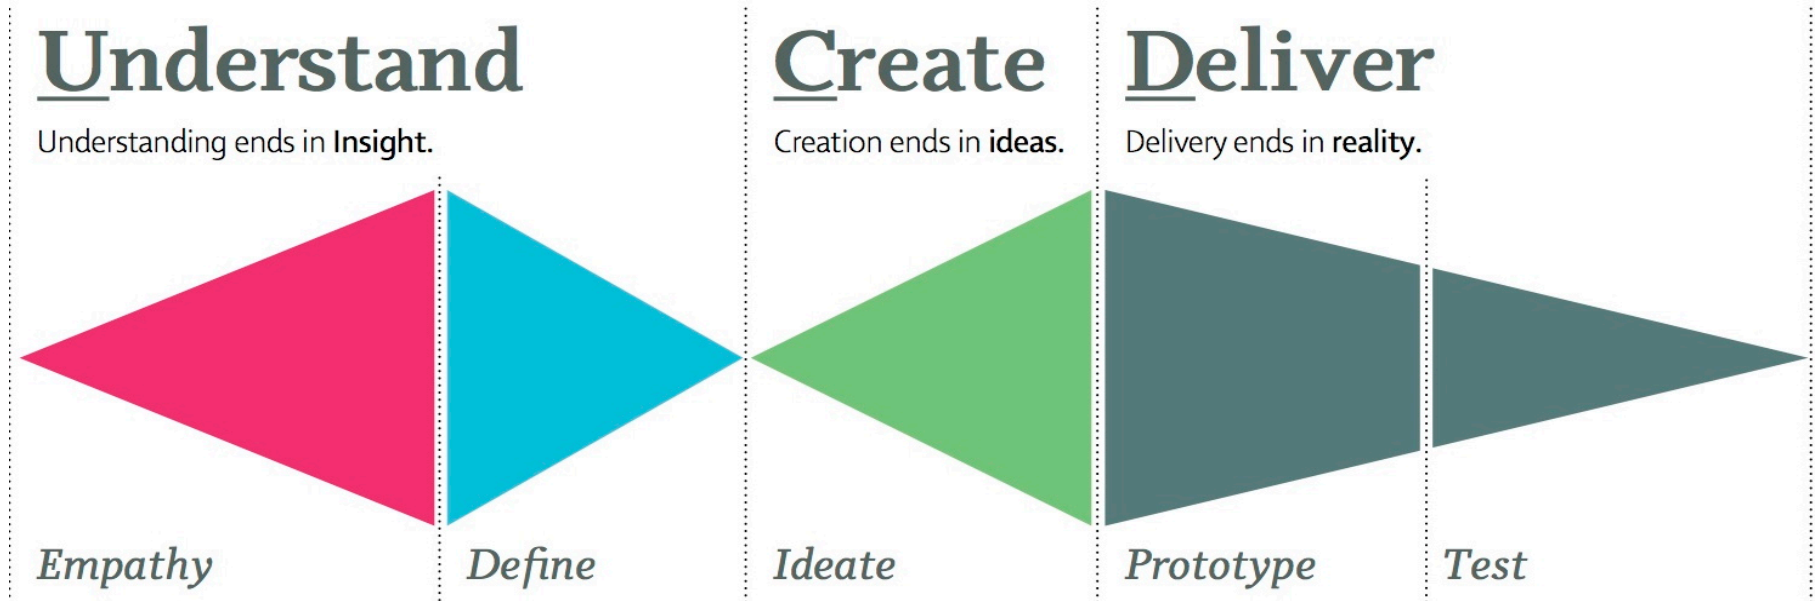 Understand
Understanding ends in Insight.
Create
Creation ends in ideas.
Deliver
Delivery ends in reality.
Empathy
Define
Ideate
Prototype
Test